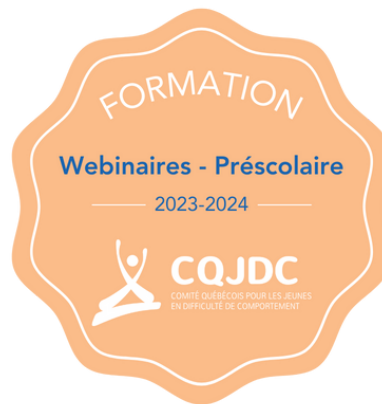 FORMATION
Webinaires - Préscolaire
2023-2024
CQJDC
COMITÉ QUÉBÉCOIS POUR LES JEUNES
EN DIFFICULTÉ DE COMPORTEMENT